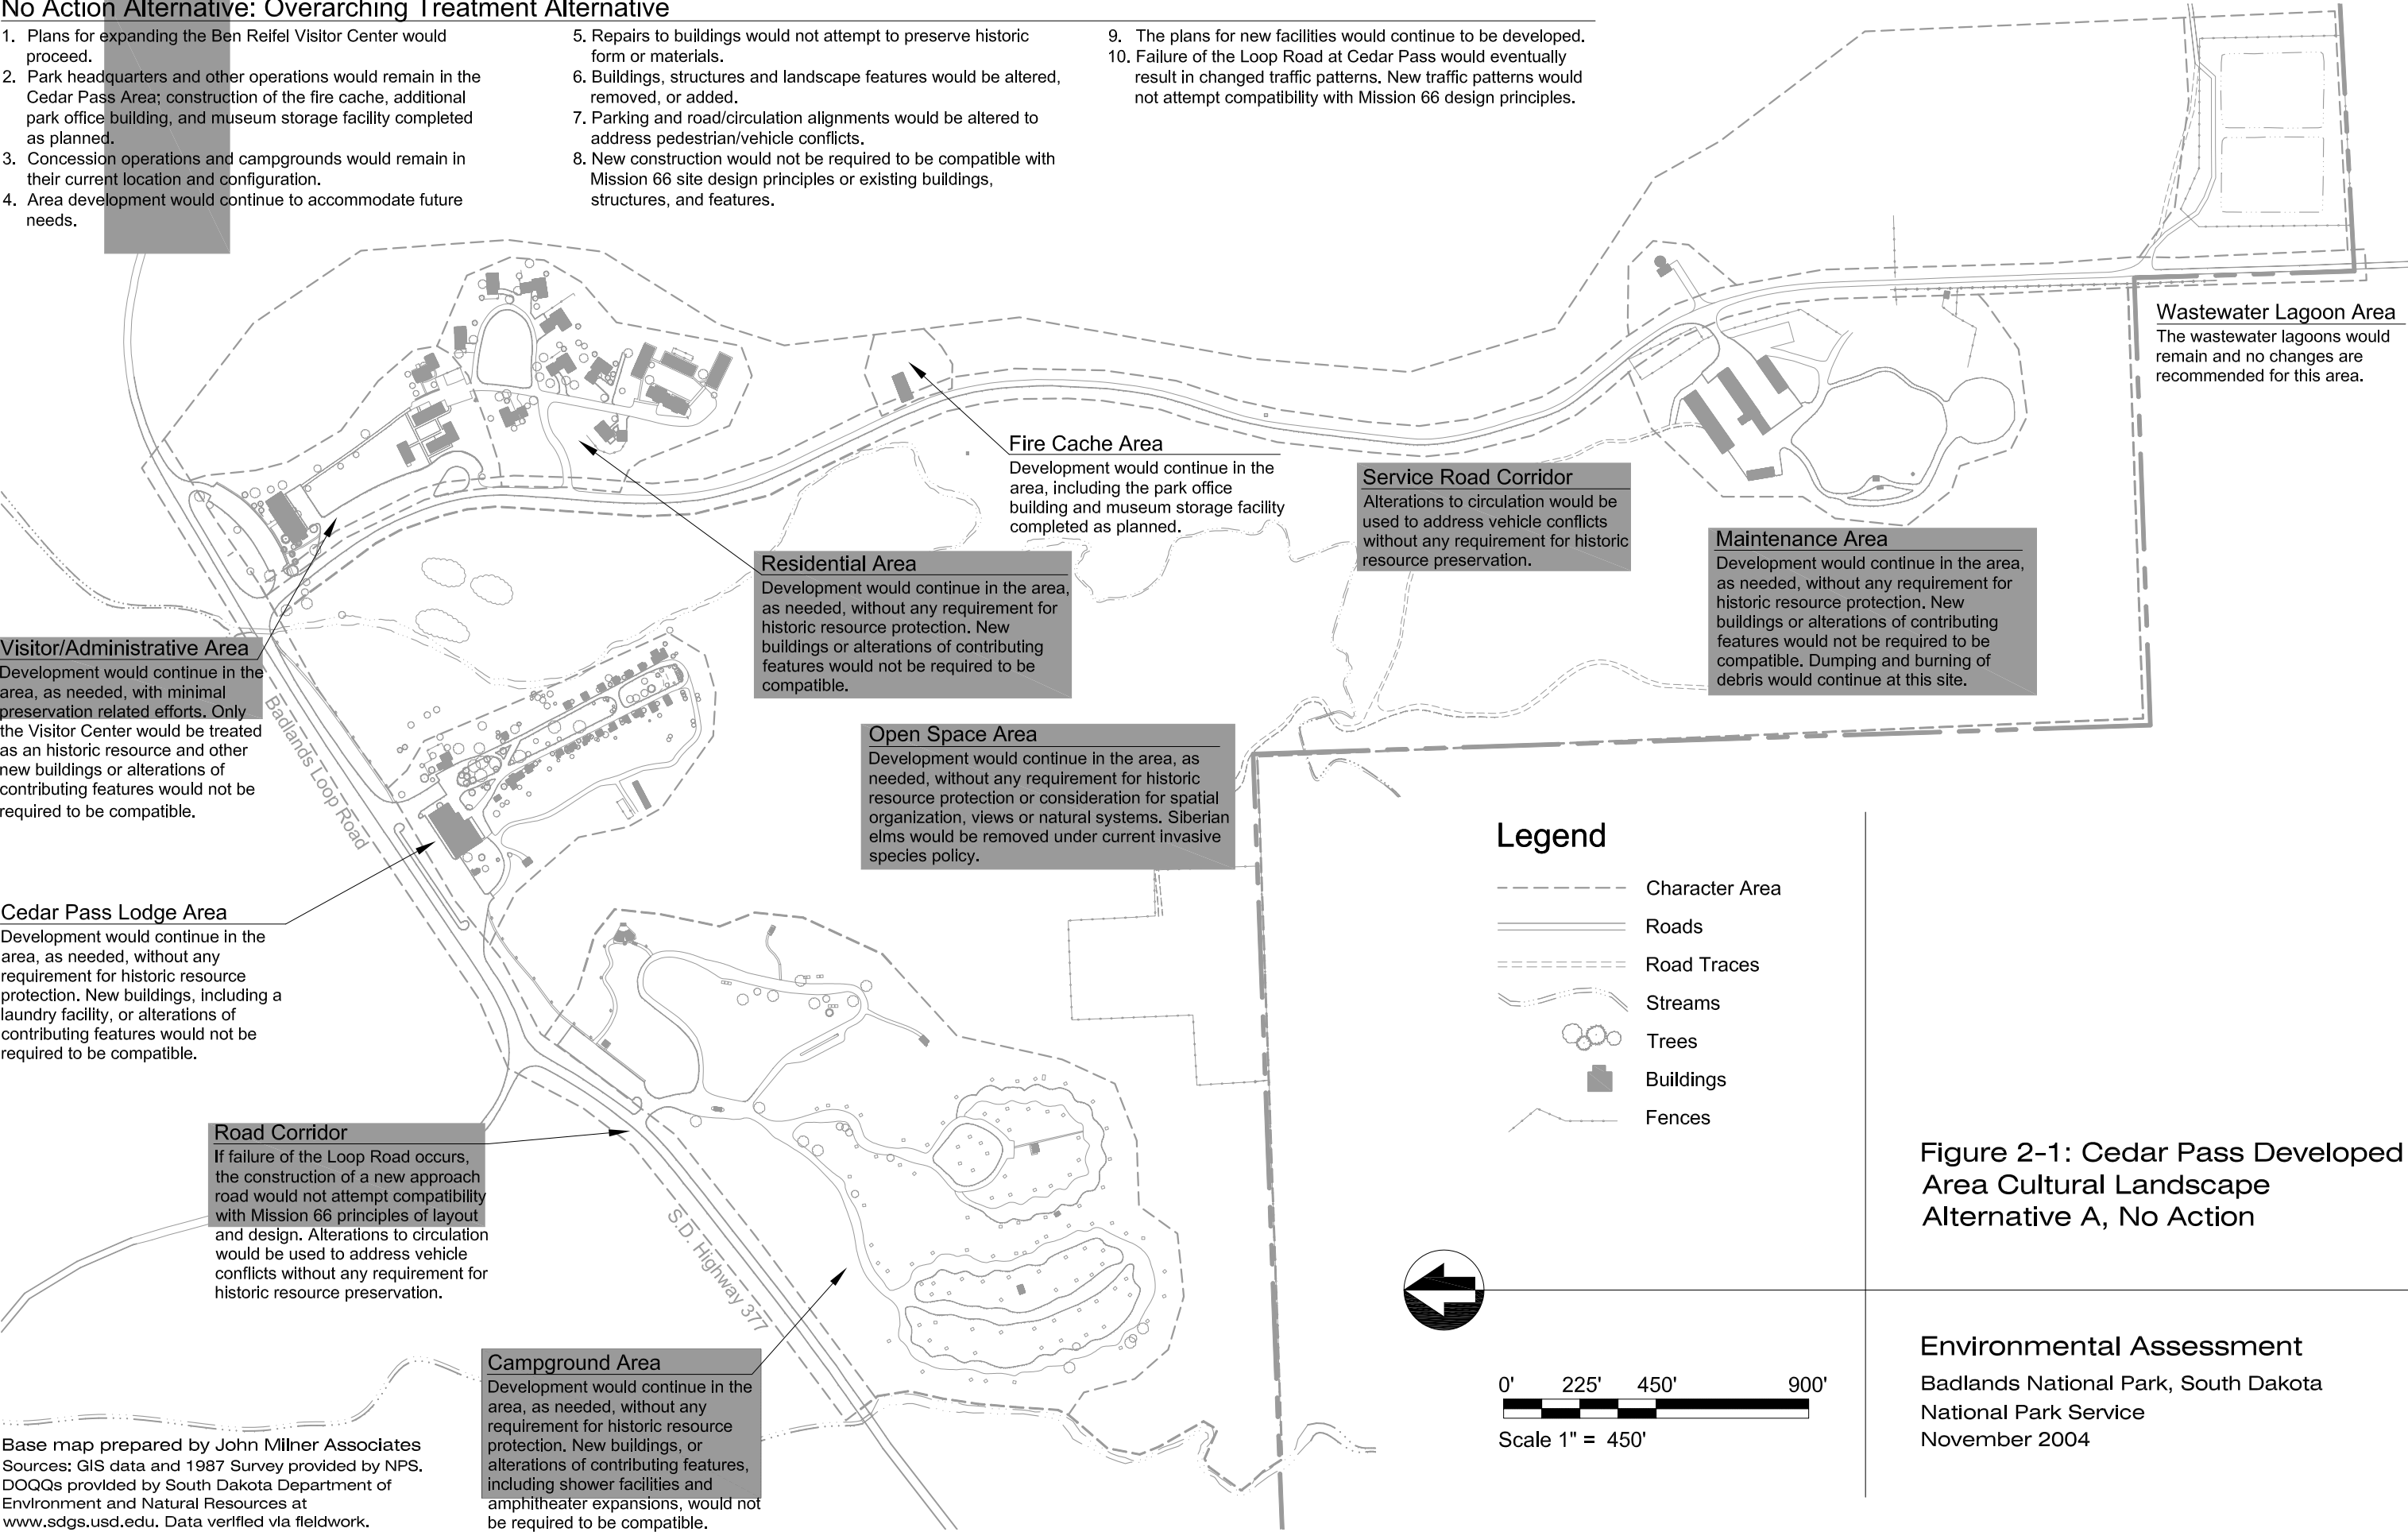 No Action Alternative: Overarching Treatment Alternative
1. Plans for expanding the Ben Reifel Visitor Center would
proceed.
2. Park headquarters and other operations would remain in the
Cedar Pass Area; construction of the fire cache, additional
park office building, and museum storage facility completed
as planned.
3. Concession operations and campgrounds would remain in
their current location and configuration.
4. Area development would continue to accommodate future
needs.
5. Repairs to buildings would not attempt to preserve historic
form or materials.
6. Buildings, structures and landscape features would be altered,
removed, or added.
7. Parking and road/circulation alignments would be altered to
address pedestrian/vehicle conflicts.
8. New construction would not be required to be compatible with
Mission 66 site design principles or existing buildings,
structures, and features.
9. The plans for new facilities would continue to be developed.
10. Failure of the Loop Road at Cedar Pass would eventually
result in changed traffic patterns. New traffic patterns would
not attempt compatibility with Mission 66 design principles.
Wastewater Lagoon Area
The wastewater lagoons would
remain and no changes are
recommended for this area.
Fire Cache Area
Development would continue in the
area, including the park office
building and museum storage facility
completed as planned.
Service Road Corridor
Alterations to circulation would be
used to address vehicle conflicts
without any requirement for historic
resource preservation.
Maintenance Area
Development would continue in the area,
as needed, without any requirement for
historic resource protection. New
buildings or alterations of contributing
features would not be required to be
compatible. Dumping and burning of
debris would continue at this site.
Residential Area
Development would continue in the area,
as needed, without any requirement for
historic resource protection. New
buildings or alterations of contributing
features would not be required to be
compatible.
Visitor/Administrative Area
Development would continue in the
area, as needed, with minimal
preservation related efforts. Only
the Visitor Center would be treated
as an historic resource and other
new buildings or alterations of
contributing features would not be
required to be compatible.
Badlands Loop Road
Open Space Area
Development would continue in the area, as
needed, without any requirement for historic
resource protection or consideration for spatial
organization, views or natural systems. Siberian
elms would be removed under current invasive
species policy.
Cedar Pass Lodge Area
Development would continue in the
area, as needed, without any
requirement for historic resource
protection. New buildings, including a
laundry facility, or alterations of
contributing features would not be
required to be compatible.
Road Corridor
If failure of the Loop Road occurs,
the construction of a new approach
road would not attempt compatibility
with Mission 66 principles of layout
and design. Alterations to circulation
would be used to address vehicle
conflicts without any requirement for
historic resource preservation.
S.D. Highway 377
Campground Area
Development would continue in the
area, as needed, without any
requirement for historic resource
protection. New buildings, or
alterations of contributing features,
including shower facilities and
amphitheater expansions, would not
be required to be compatible.
Legend
Character Area
Roads
Road Traces
Streams
Trees
Buildings
Fences
Figure 2-1: Cedar Pass Developed
Area Cultural Landscape
Alternative A, No Action
0' 225' 450' 900'
Scale 1" = 450'
Environmental Assessment
Badlands National Park, South Dakota
National Park Service
November 2004
Base map prepared by John Milner Associates
Sources: GIS data and 1987 Survey provided by NPS.
DOQQs provided by South Dakota Department of
Environment and Natural Resources at
www.sdgs.usd.edu. Data verified via fieldwork.